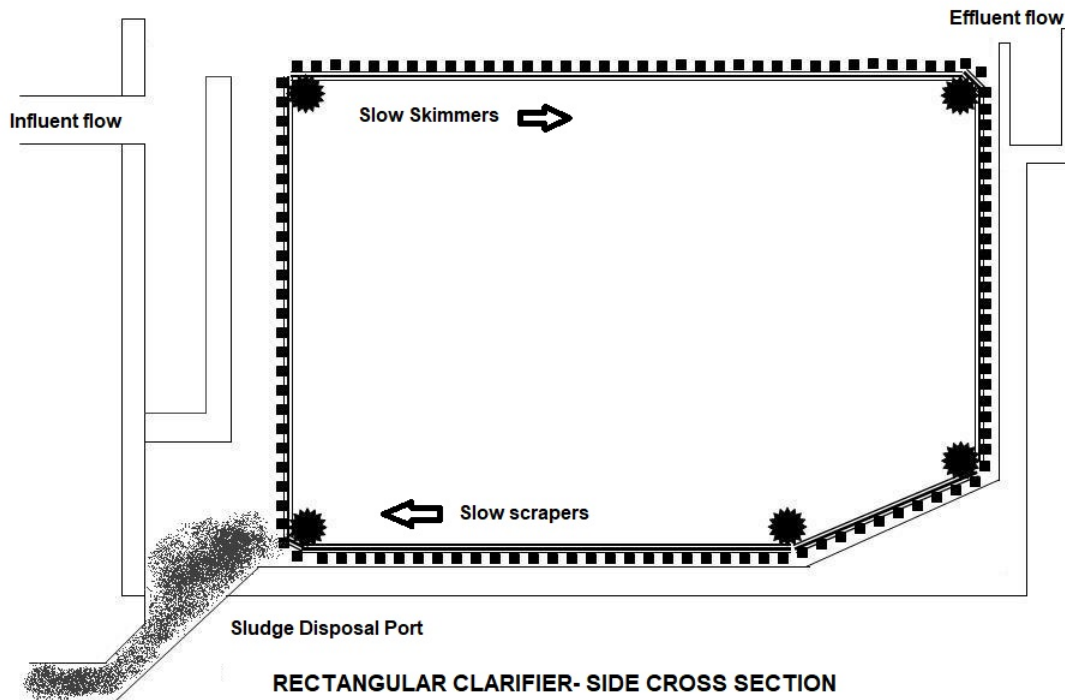 Effluent flow
Influent flow
Slow Skimmers
Slow scrapers
Sludge Disposal Port
RECTANGULAR CLARIFIER- SIDE CROSS SECTION